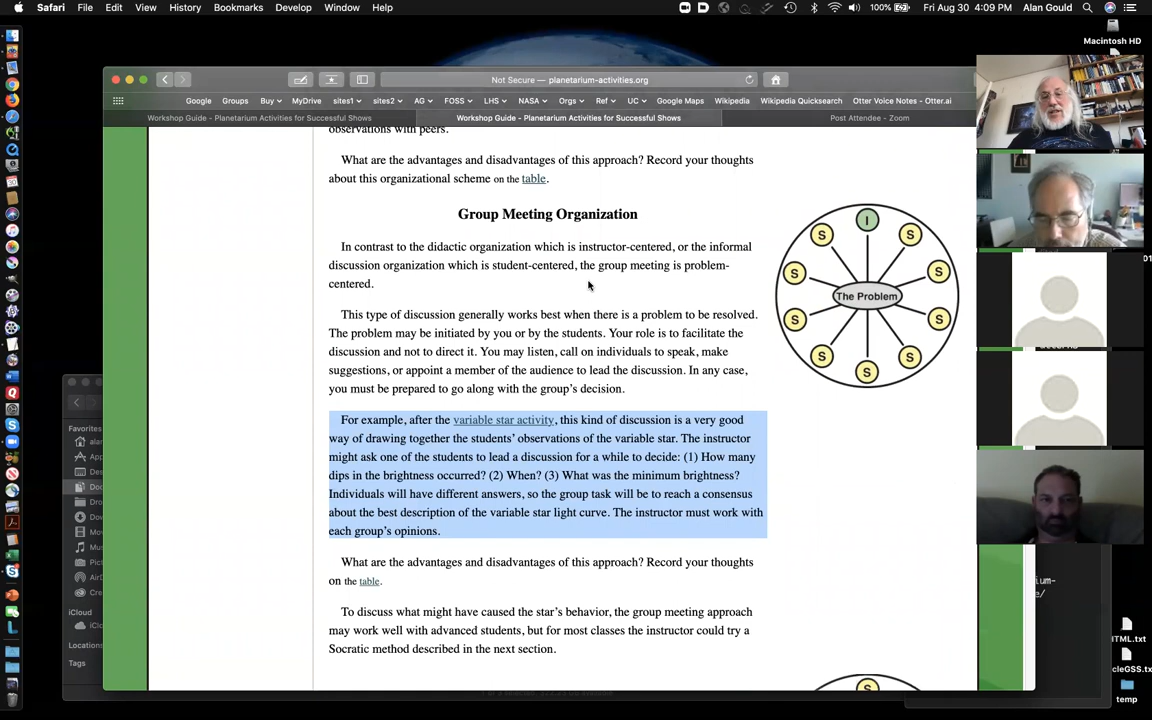 Safari File Edit View History Bookmarks Develop Window Help
100% Fri Aug 30 4:09 PM Alan Gould
Macintosh HD
Not Secure — planetarium-activities.org
Google Groups Buy MyDrive sites1 sites2 AG FOSS LHS NASA Orgs Ref UC Google Maps Wikipedia Wikipedia Quicksearch Otter Voice Notes - Otter.ai
Workshop Guide - Planetarium Activities for Successful Shows
Workshop Guide - Planetarium Activities for Successful Shows
Post Attendee - Zoom
observations with peers.
What are the advantages and disadvantages of this approach? Record your thoughts
about this organizational scheme on the table.
Group Meeting Organization
In contrast to the didactic organization which is instructor-centered, or the informal
discussion organization which is student-centered, the group meeting is problem-
centered.
This type of discussion generally works best when there is a problem to be resolved.
The problem may be initiated by you or by the students. Your role is to facilitate the
discussion and not to direct it. You may listen, call on individuals to speak, make
suggestions, or appoint a member of the audience to lead the discussion. In any case,
you must be prepared to go along with the group's decision.
For example, after the variable star activity, this kind of discussion is a very good
way of drawing together the students' observations of the variable star. The instructor
might ask one of the students to lead a discussion for a while to decide: (1) How many
dips in the brightness occurred? (2) When? (3) What was the minimum brightness?
Individuals will have different answers, so the group task will be to reach a consensus
about the best description of the variable star light curve. The instructor must work with
each group's opinions.
What are the advantages and disadvantages of this approach? Record your thoughts
on the table.
To discuss what might have caused the star's behavior, the group meeting approach
may work well with advanced students, but for most classes the instructor could try a
Socratic method described in the next section.
I
S S
S S
The Problem
S S
S S
S
S
Favorites
iCloud
Locations
Tags
HTML.txt
cleGSS.tx
temp